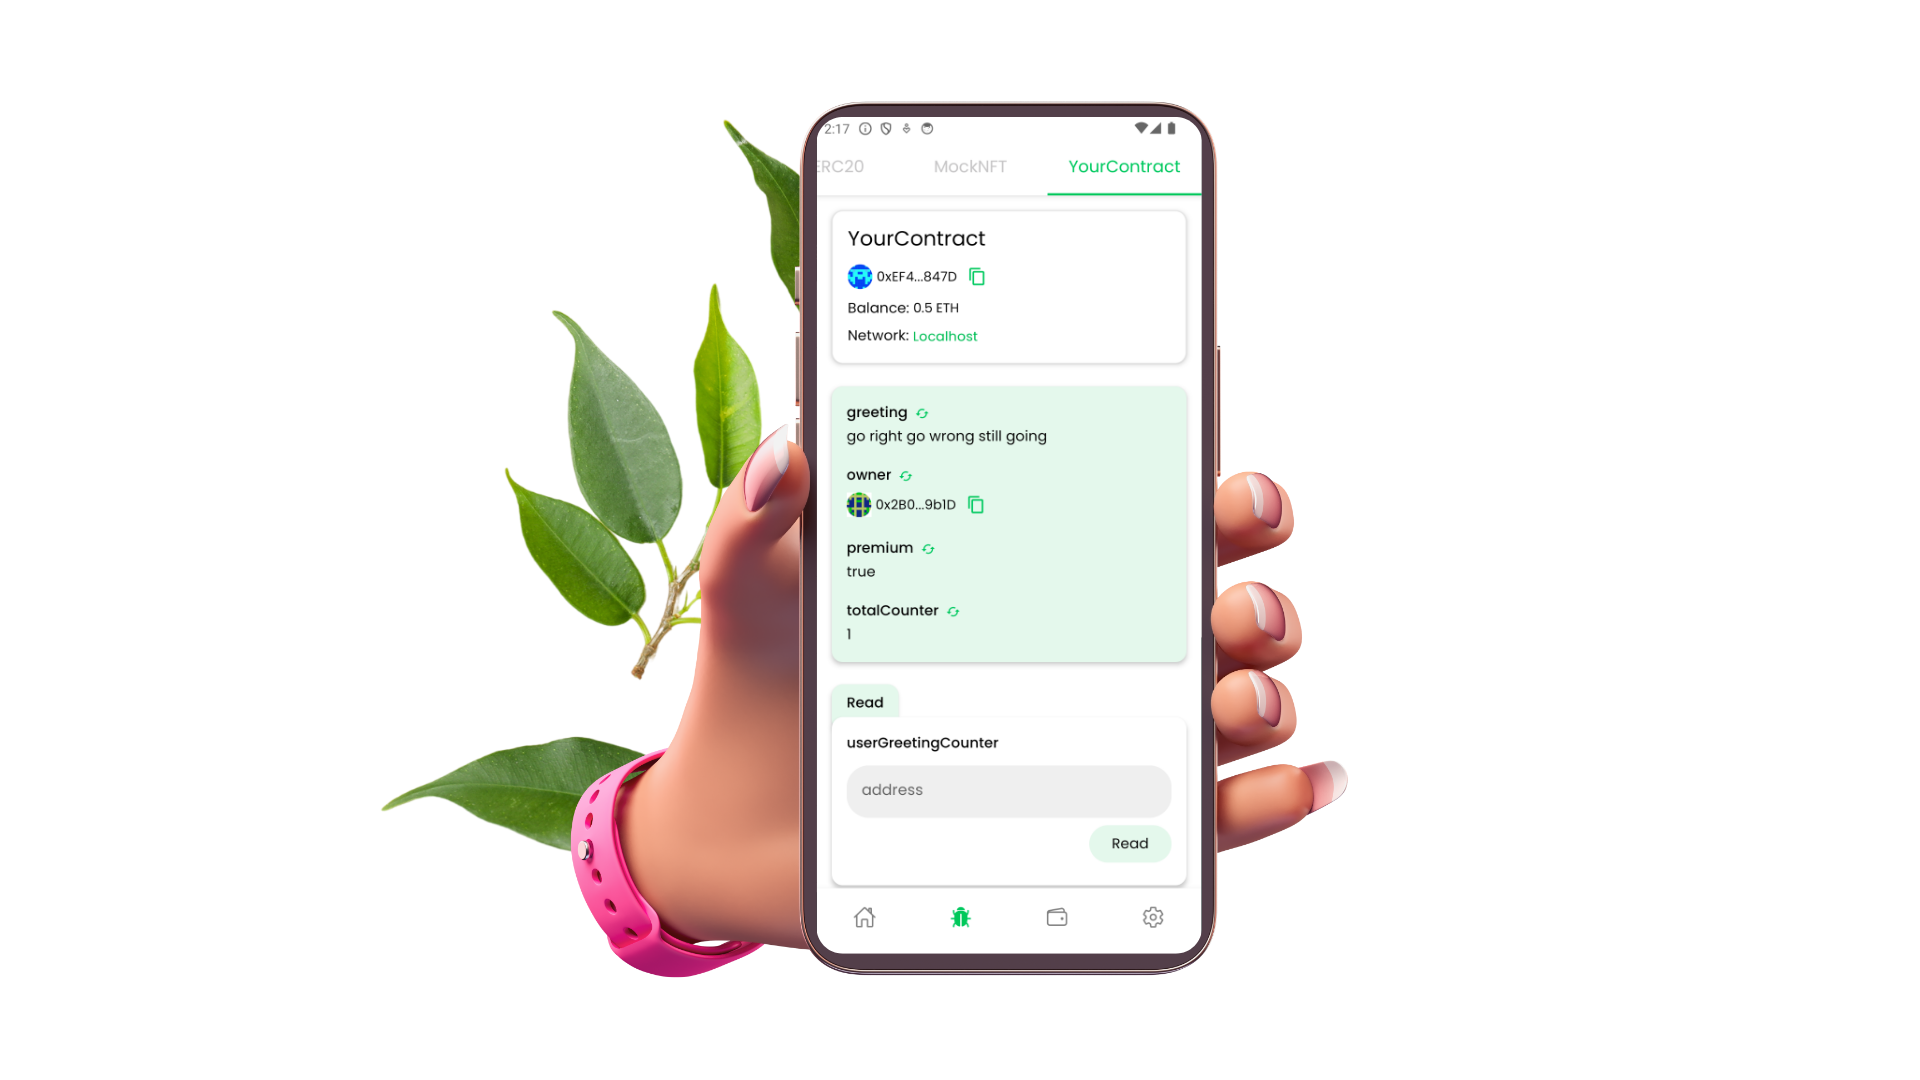 2:17
ERC20 MockNFT YourContract
YourContract
0xEF4...847D
Balance: 0.5 ETH
Network: Localhost
greeting
go right go wrong still going
owner
0x2B0...9b1D
premium
true
totalCounter
1
Read
userGreetingCounter
address
Read